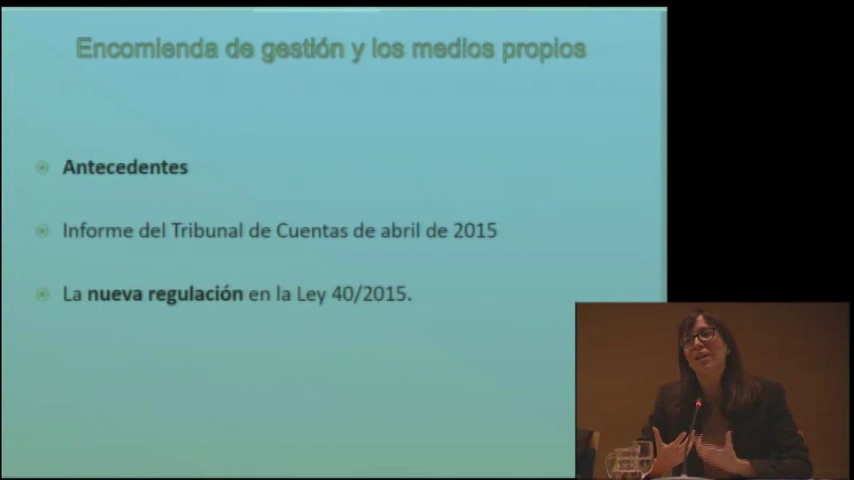 Encomienda de gestión y los medios propios
Antecedentes
Informe del Tribunal de Cuentas de abril de 2015
La nueva regulación en la Ley 40/2015.